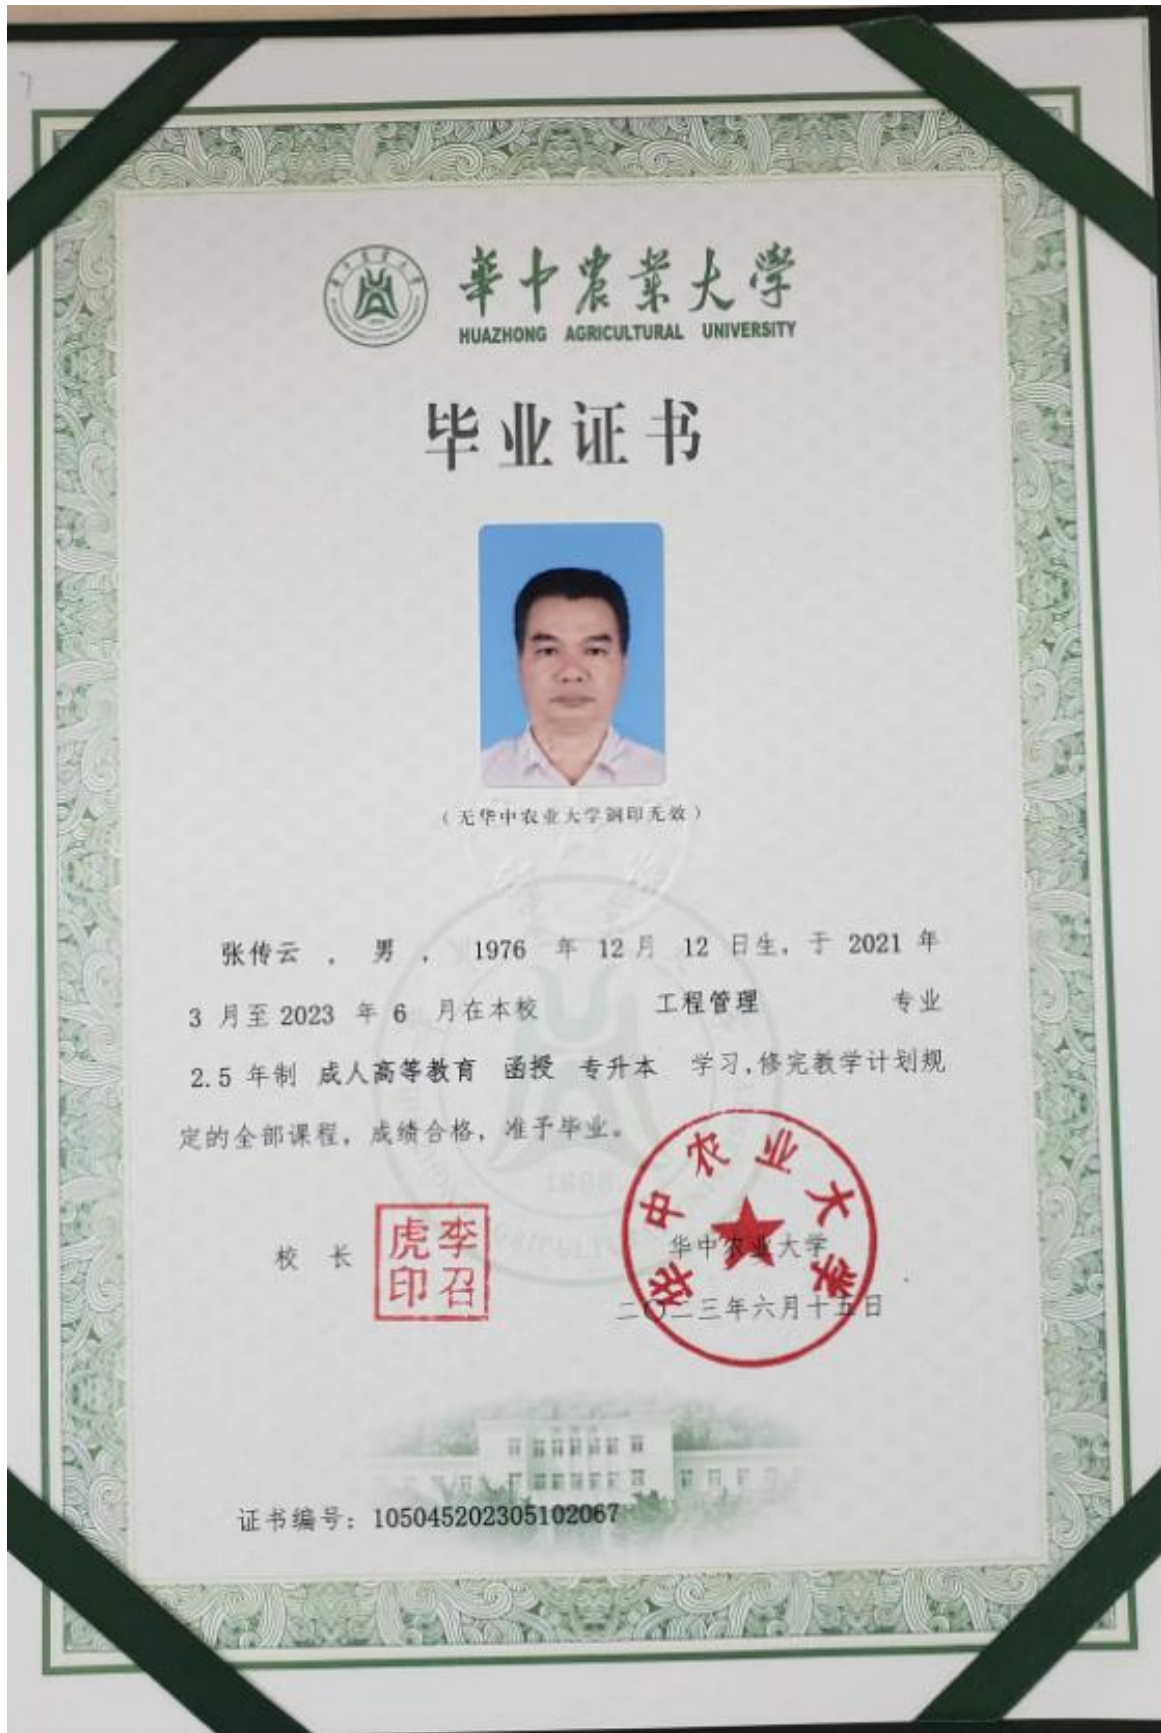 華中农業大学
HUAZHONG AGRICULTURAL UNIVERSITY
毕业证书
（无华中农业大学钢印无效）
张传云 ， 男 ， 1976 年 12 月 12 日生，于 2021 年
3 月至 2023 年 6 月在本校 工程管理 专业
2.5 年制 成人高等教育 函授 专升本 学习,修完教学计划规
定的全部课程，成绩合格，准予毕业。
1898
校 长
李召虎印
华中农业大学
华中农业大学
二〇二三年六月十五日
证书编号：105045202305102067